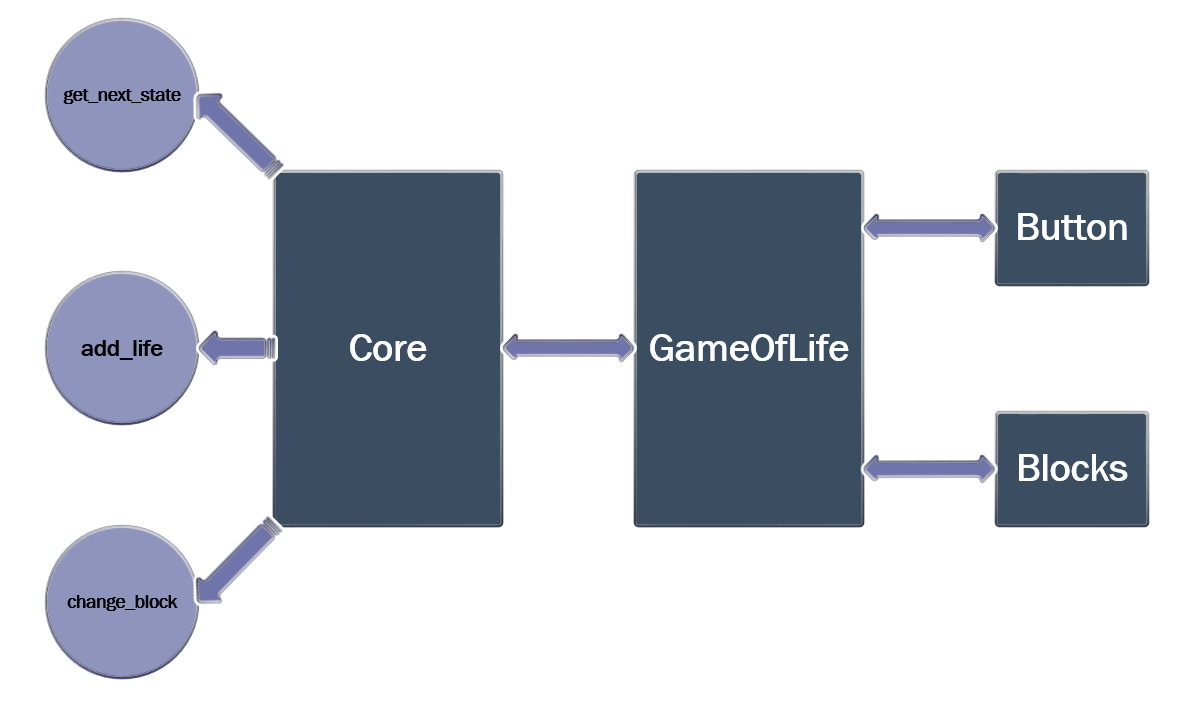 get_next_state
add_life
change_block
Core
GameOfLife
Button
Blocks